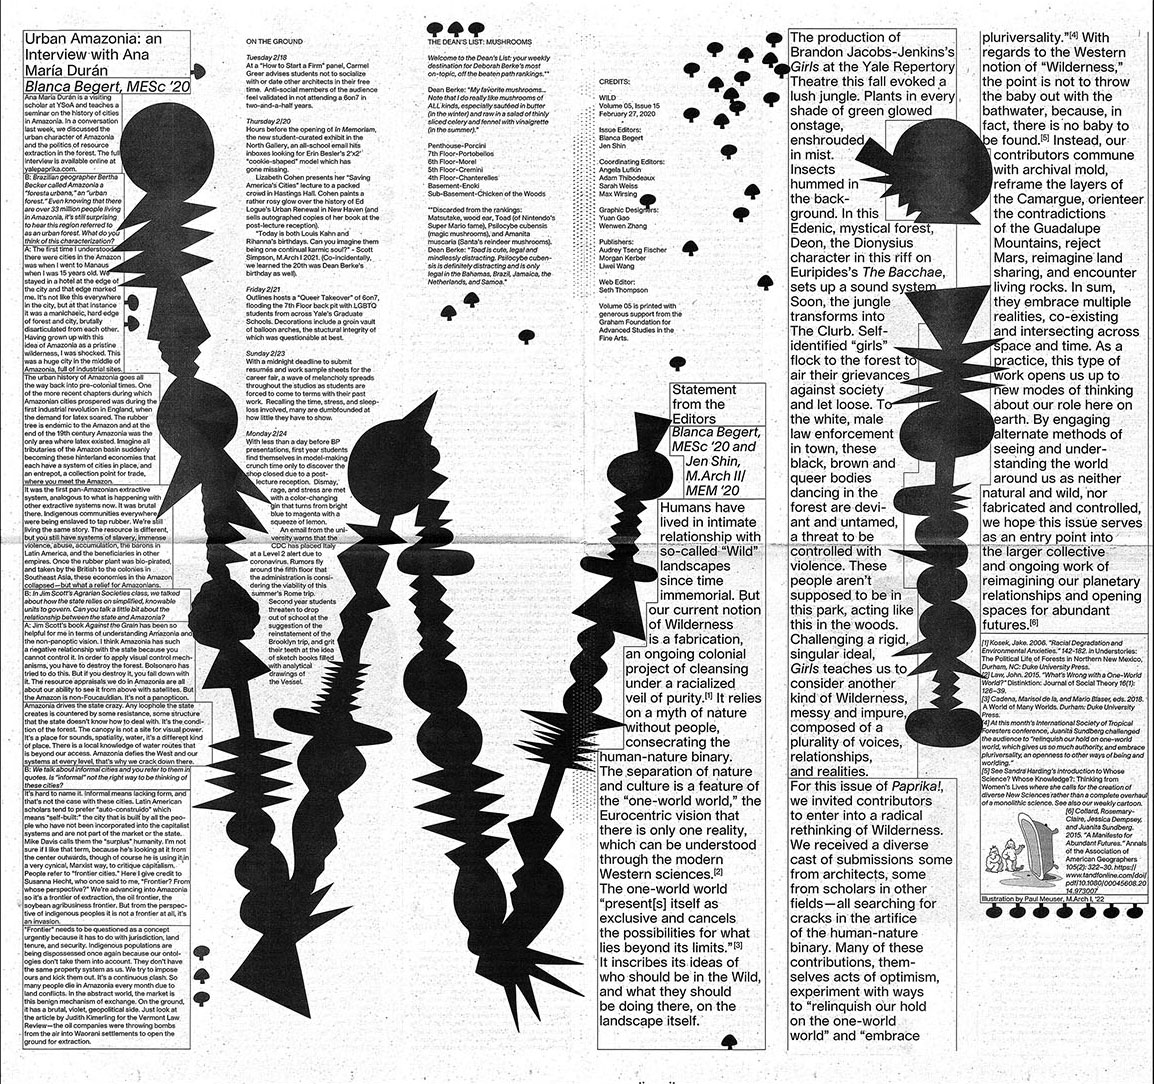 Urban Amazonia: an
Interview with Ana
María Durán
Blanca Begert, MESc ’20
Ana María Durán is a visiting
scholar at YSoA and teaches a
seminar on the history of cities
in Amazonia. In a conversation
last week, we discussed the
urban character of Amazonia
and the politics of resource
extraction in the forest. The full
interview is available online at
yalepaprika.com.
B: Brazilian geographer Bertha
Becker called Amazonia a
“foresta urbana,” an “urban
forest.” Even knowing that there
are over 33 million people living
in Amazonia, it’s still surprising
to hear this region referred to
as an urban forest. What do you
think of this characterization?
A: The first time I understood
there were cities in the Amazon
was when I went to Manaus
when I was 15 years old. We
stayed in a hotel at the edge of
the city and that edge marked
me. It’s not like this everywhere
in the city, but at that instance
it was a manichaeic, hard edge
of forest and city, brutally
disarticulated from each other.
Having grown up with this
idea of Amazonia as a pristine
wilderness, I was shocked. This
was a huge city in the middle of
Amazonia, full of industrial sites.
The urban history of Amazonia goes all
the way back into pre-colonial times. One
of the more recent chapters during which
Amazonian cities prospered was during the
first industrial revolution in England, when
the demand for latex soared. The rubber
tree is endemic to the Amazon and at the
end of the 19th century Amazonia was the
only area where latex existed. Imagine all
tributaries of the Amazon basin suddenly
becoming these hinterland economies that
each have a system of cities in place, and
an entrepot, a collection point for trade,
where you meet the Amazon.
It was the first pan-Amazonian extractive
system, analogous to what is happening with
other extractive systems now. It was brutal
there. Indigenous communities everywhere
were being enslaved to tap rubber. We’re still
living the same story. The resource is different,
but you still have systems of slavery, immense
violence, abuse, accumulation, the barons in
Latin America, and the beneficiaries in other
empires. Once the rubber plant was bio-pirated,
and taken by the British to the colonies in
Southeast Asia, these economies in the Amazon
collapsed—but what a relief for Amazonians.
B: In Jim Scott’s Agrarian Societies class, we talked
about how the state relies on simplified, knowable
units to govern. Can you talk a little bit about the
relationship between the state and Amazonia?
A: Jim Scott’s book Against the Grain has been so
helpful for me in terms of understanding Amazonia and
the non-panoptic vision. I think Amazonia has such
a negative relationship with the state because you
cannot control it. In order to apply visual control mech-
anisms, you have to destroy the forest. Bolsonaro has
tried to do this. But if you destroy it, you fall down with
it. The resource appraisals we do in Amazonia are all
about our ability to see it from above with satellites. But
the Amazon is non-Foucauldian. It’s not a panopticon.
Amazonia drives the state crazy. Any loophole the state
creates is countered by some resistance, some structure
that the state doesn’t know how to deal with. It’s the condi-
tion of the forest. The canopy is not a site for visual power.
It’s a place for sounds, spatiality, water, it’s a different kind
of place. There is a local knowledge of water routes that
is beyond our access. Amazonia defies the West and our
systems at every level, that’s why we crack down there.
B: We talk about informal cities and you refer to them in
quotes. Is “informal” not the right way to be thinking of
these cities?
It’s hard to name it. Informal means lacking form, and
that’s not the case with these cities. Latin American
scholars tend to prefer “auto-construido” which
means “self-built:” the city that is built by all the peo-
ple who have not been incorporated into the capitalist
systems and are not part of the market or the state.
Mike Davis calls them the “surplus” humanity. I’m not
sure if I like that term, because he’s looking at it from
the center outwards, though of course he is using it in
a very cynical, Marxist way, to critique capitalism.
People refer to “frontier cities.” Here I give credit to
Susanna Hecht, who once said to me, “Frontier? From
whose perspective?” We’re advancing into Amazonia
so it’s a frontier of extraction, the oil frontier, the
soybean agribusiness frontier. But from the perspec-
tive of indigenous peoples it is not a frontier at all, it’s
an invasion.
“Frontier” needs to be questioned as a concept
urgently because it has to do with jurisdiction, land
tenure, and security. Indigenous populations are
being dispossessed once again because our ontol-
ogies don’t take them into account. They don’t have
the same property system as us. We try to impose
ours and kick them out. It’s a continuous clash. So
many people die in Amazonia every month due to
land conflicts. In the abstract world, the market is
this benign mechanism of exchange. On the ground,
it has a brutal, violet, geopolitical side. Just look at
the article by Judith Kimerling for the Vermont Law
Review—the oil companies were throwing bombs
from the air into Waorani settlements to open the
ground for extraction.
ON THE GROUND
Tuesday 2/18
At a “How to Start a Firm” panel, Carmel
Greer advises students not to socialize
with or date other architects in their free
time. Anti-social members of the audience
feel validated in not attending a 6on7 in
two-and-a-half years.
Thursday 2/20
Hours before the opening of In Memoriam,
the new student-curated exhibit in the
North Gallery, an all-school email hits
inboxes looking for Erin Besler’s 2’x2’
“cookie-shaped” model which has
gone missing.
Lizabeth Cohen presents her “Saving
America’s Cities” lecture to a packed
crowd in Hastings Hall. Cohen paints a
rather rosy glow over the history of Ed
Logue’s Urban Renewal in New Haven (and
sells autographed copies of her book at the
post-lecture reception).
“Today is both Louis Kahn and
Rihanna’s birthdays. Can you imagine them
being one continual karmic soul?” - Scott
Simpson, M.Arch I 2021. (Co-incidentally,
we learned the 20th was Dean Berke’s
birthday as well).
Friday 2/21
Outlines hosts a “Queer Takeover” of 6on7,
flooding the 7th Floor back pit with LGBTQ
students from across Yale’s Graduate
Schools. Decorations include a groin vault
of balloon arches, the stuctural integrity of
which was questionable at best.
Sunday 2/23
With a midnight deadline to submit
resumés and work sample sheets for the
career fair, a wave of melancholy spreads
throughout the studios as students are
forced to come to terms with their past
work. Recalling the time, stress, and sleep-
loss involved, many are dumbfounded at
how little they have to show.
Monday 2/24
With less than a day before BP
presentations, first year students
find themselves in model-making
crunch time only to discover the
shop closed due to a post-
lecture reception. Dismay,
rage, and stress are met
with a color-changing
gin that turns from bright
blue to magenta with a
squeeze of lemon.
An email from the uni-
versity warns that the
CDC has placed Italy
at a Level 2 alert due to
coronavirus. Rumors fly
around the fifth floor that
the administration is consi-
dering the viability of this
summer’s Rome trip.
Second year students
threaten to drop
out of school at the
suggestion of the
reinstatement of the
Brooklyn trip, and grit
their teeth at the idea
of sketch books filled
with analytical
drawings of
the Vessel.
THE DEAN’S LIST: MUSHROOMS
Welcome to the Dean’s List: your weekly
destination for Deborah Berke’s most
on-topic, off the beaten path rankings.**
Dean Berke: “My favorite mushrooms...
Note that I do really like mushrooms of
ALL kinds, especially sautéed in butter
(in the winter) and raw in a salad of thinly
sliced celery and fennel with vinaigrette
(in the summer).”
Penthouse-Porcini
7th Floor-Portobellos
6th Floor-Morel
5th Floor-Cremini
4th Floor-Chanterelles
Basement-Enoki
Sub-Basement-Chicken of the Woods
**Discarded from the rankings:
Matsutake, wood ear, Toad (of Nintendo’s
Super Mario fame), Psilocybe cubensis
(magic mushrooms), and Amanita
muscaria (Santa’s reindeer mushrooms).
Dean Berke: “Toad is cute, legal and
mindlessly distracting. Psilocybe cuben-
sis is definitely distracting and is only
legal in the Bahamas, Brazil, Jamaica, the
Netherlands, and Samoa.”
CREDITS:
WILD
Volume 05, Issue 15
February 27, 2020
Issue Editors:
Blanca Begert
Jen Shin
Coordinating Editors:
Angela Lufkin
Adam Thibodeaux
Sarah Weiss
Max Wirsing
Graphic Designers:
Yuan Gao
Wenwen Zhang
Publishers:
Audrey Tseng Fischer
Morgan Kerber
Liwei Wang
Web Editor:
Seth Thompson
Volume 05 is printed with
generous support from the
Graham Foundation for
Advanced Studies in the
Fine Arts.
Statement
from the
Editors
Blanca Begert,
MESc ’20 and
Jen Shin,
M.Arch II/
MEM ’20
Humans have
lived in intimate
relationship with
so-called “Wild”
landscapes
since time
immemorial. But
our current notion
of Wilderness
is a fabrication,
an ongoing colonial
project of cleansing
under a racialized
veil of purity.[1] It relies
on a myth of nature
without people,
consecrating the
human-nature binary.
The separation of nature
and culture is a feature of
the “one-world world,” the
Eurocentric vision that
there is only one reality,
which can be understood
through the modern
Western sciences.[2]
The one-world world
“present[s] itself as
exclusive and cancels
the possibilities for what
lies beyond its limits.”[3]
It inscribes its ideas of
who should be in the Wild,
and what they should
be doing there, on the
landscape itself.
The production of
Brandon Jacobs-Jenkins’s
Girls at the Yale Repertory
Theatre this fall evoked a
lush jungle. Plants in every
shade of green glowed
onstage,
enshrouded
in mist.
Insects
hummed in
the back-
ground. In this
Edenic, mystical forest,
Deon, the Dionysius
character in this riff on
Euripides’s The Bacchae,
sets up a sound system.
Soon, the jungle
transforms into
The Clurb. Self-
identified “girls”
flock to the forest to
air their grievances
against society
and let loose. To
the white, male
law enforcement
in town, these
black, brown and
queer bodies
dancing in the
forest are devi-
ant and untamed,
a threat to be
controlled with
violence. These
people aren’t
supposed to be in
this park, acting like
this in the woods.
Challenging a rigid,
singular ideal,
Girls teaches us to
consider another
kind of Wilderness,
messy and impure,
composed of a
plurality of voices,
relationships,
and realities.
For this issue of Paprika!,
we invited contributors
to enter into a radical
rethinking of Wilderness.
We received a diverse
cast of submissions some
from architects, some
from scholars in other
fields—all searching for
cracks in the artifice
of the human-nature
binary. Many of these
contributions, them-
selves acts of optimism,
experiment with ways
to “relinquish our hold
on the one-world
world” and “embrace
pluriversality.”[4] With
regards to the Western
notion of “Wilderness,”
the point is not to throw
the baby out with the
bathwater, because, in
fact, there is no baby to
be found.[5] Instead, our
contributors commune
with archival mold,
reframe the layers of
the Camargue, orienteer
the contradictions
of the Guadalupe
Mountains, reject
Mars, reimagine land
sharing, and encounter
living rocks. In sum,
they embrace multiple
realities, co-existing
and intersecting across
space and time. As a
practice, this type of
work opens us up to
new modes of thinking
about our role here on
earth. By engaging
alternate methods of
seeing and under-
standing the world
around us as neither
natural and wild, nor
fabricated and controlled,
we hope this issue serves
as an entry point into
the larger collective
and ongoing work of
reimagining our planetary
relationships and opening
spaces for abundant
futures.[6]
[1] Kosek, Jake. 2006. “Racial Degradation and
Environmental Anxieties.” 142-182. in Understories:
The Political Life of Forests in Northern New Mexico,
Durham, NC: Duke University Press.
[2] Law, John. 2015. “What’s Wrong with a One-World
World?” Distinktion: Journal of Social Theory 16(1):
126–39.
[3] Cadena, Marisol de la, and Mario Blaser, eds. 2018.
A World of Many Worlds. Durham: Duke University
Press.
[4] At this month’s International Society of Tropical
Foresters conference, Juanita Sundberg challenged
the audience to “relinquish our hold on one-world
world, which gives us so much authority, and embrace
pluriversality, an openness to other ways of being and
worlding.”
[5] See Sandra Harding’s introduction to Whose
Science? Whose Knowledge?: Thinking from
Women’s Lives where she calls for the creation of
diverse New Sciences rather than a complete overhaul
of a monolithic science. See also our weekly cartoon.
[6] Collard, Rosemary-
Claire, Jessica Dempsey,
and Juanita Sundberg.
2015. “A Manifesto for
Abundant Futures.” Annals
of the Association of
American Geographers
105(2): 322–30. https://
www.tandfonline.com/doi/
pdf/10.1080/00045608.20
14.973007
Illustration by Paul Meuser, M.Arch I, ’22